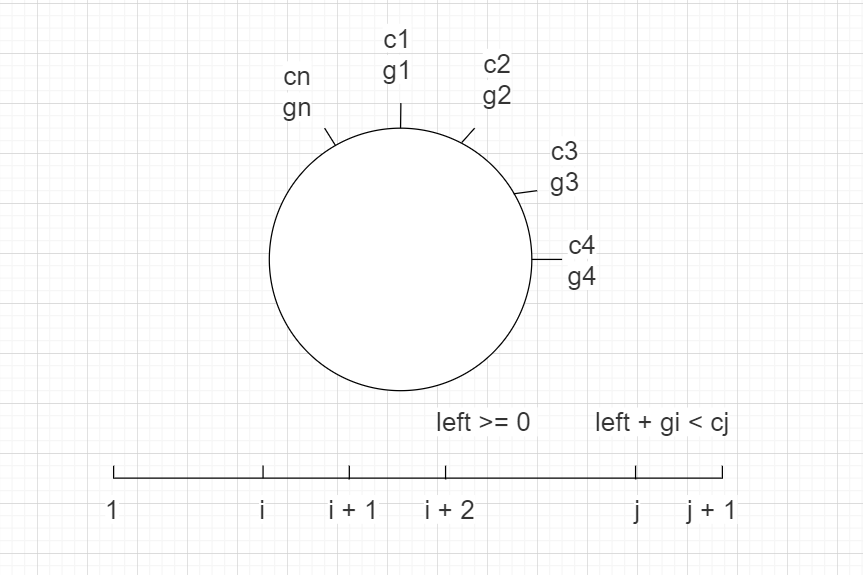 c1
g1
cn
gn
c2
g2
c3
g3
c4
g4
left >= 0
left + gi < cj
1
i
i + 1
i + 2
j
j + 1